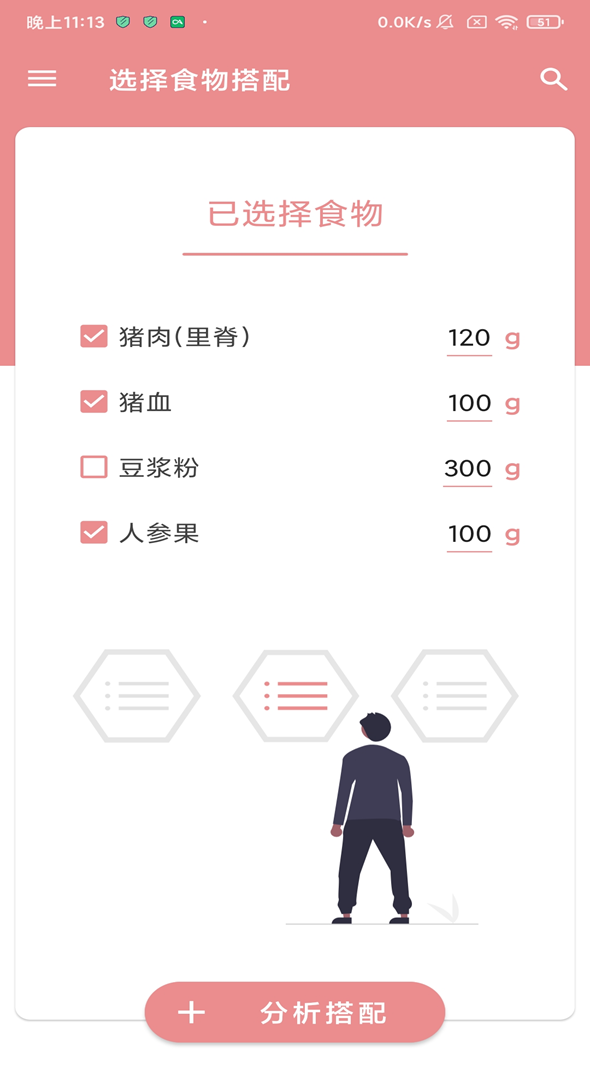 晚上11:13 0.0K/s 51
选择食物搭配
已选择食物
猪肉(里脊) 120 g
猪血 100 g
豆浆粉 300 g
人参果 100 g
分析搭配